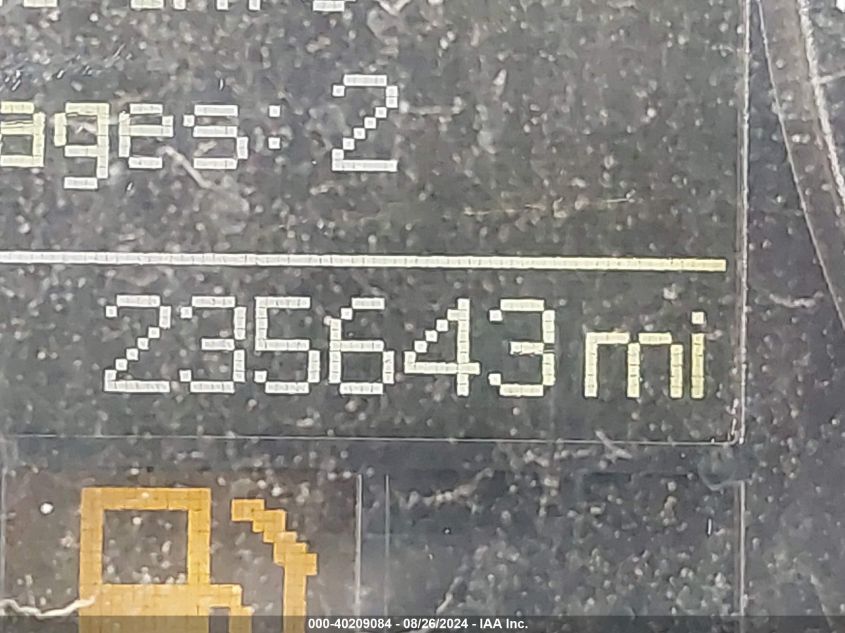 ages: 2
235643 mi
000-40209084 - 08/26/2024 - IAA Inc.